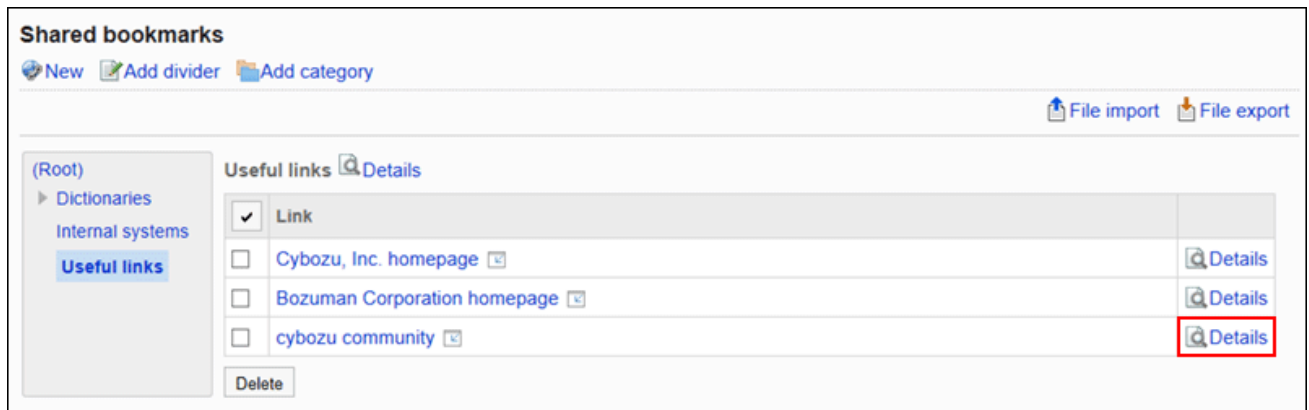 Shared bookmarks
New Add divider Add category
File import File export
(Root)
Dictionaries
Internal systems
Useful links
Useful links Details
Link
Cybozu, Inc. homepage Details
Bozuman Corporation homepage Details
cybozu community Details
Delete